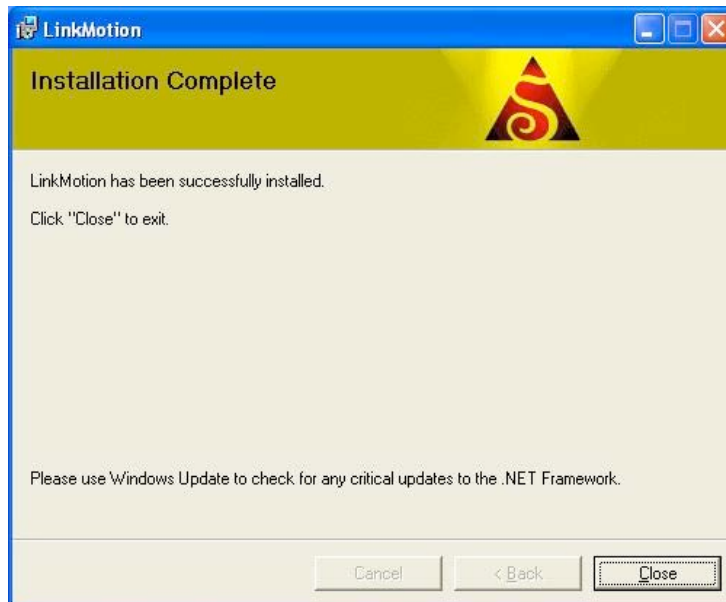 LinkMotion
Installation Complete
LinkMotion has been successfully installed.
Click "Close" to exit.
Please use Windows Update to check for any critical updates to the .NET Framework.
Cancel
< Back
Close